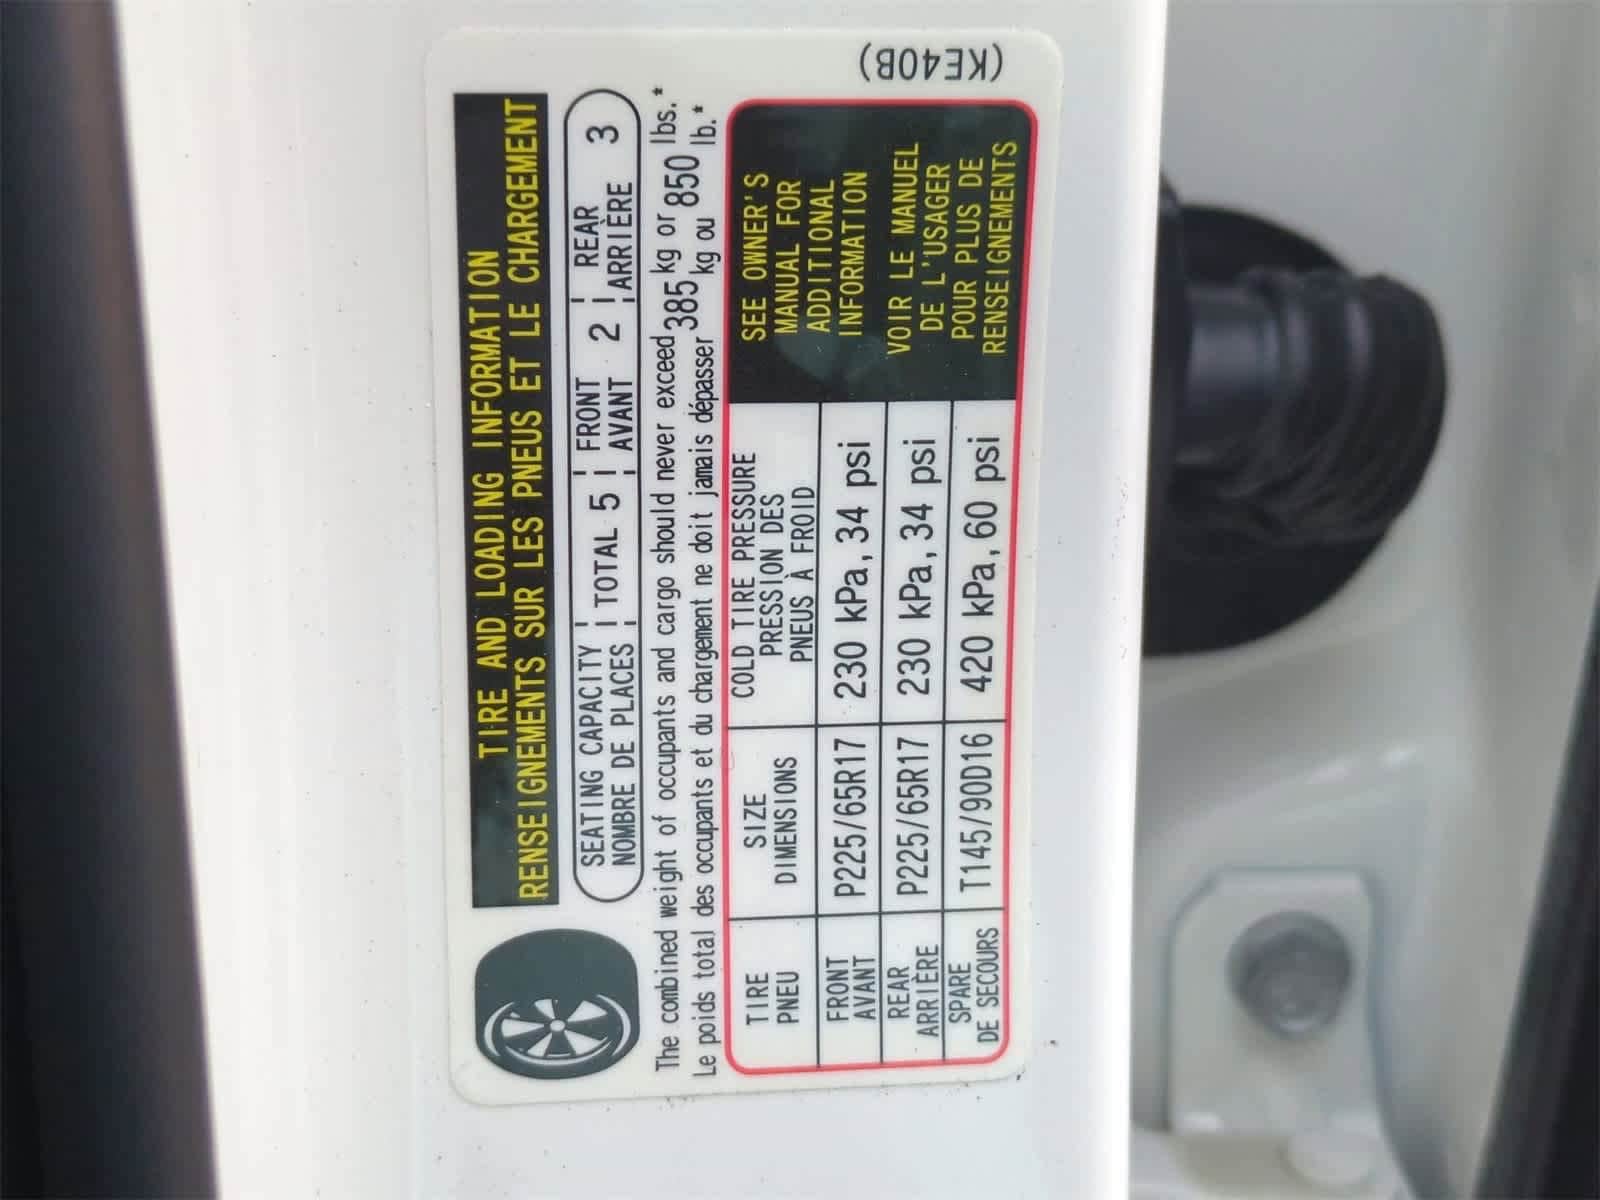 TIRE AND LOADING INFORMATION
RENSEIGNEMENTS SUR LES PNEUS ET LE CHARGEMENT
SEATING CAPACITY TOTAL 5 FRONT 2 REAR 3
NOMBRE DE PLACES AVANT ARRIÈRE
The combined weight of occupants and cargo should never exceed 385 kg or 850 lbs.*
Le poids total des occupants et du chargement ne doit jamais dépasser 385 kg ou 850 lb.*
TIRE SIZE COLD TIRE PRESSURE
PNEU DIMENSIONS PRESSION DES
PNEUS À FROID
FRONT P225/65R17 230 kPa, 34 psi
AVANT
REAR P225/65R17 230 kPa, 34 psi
ARRIÈRE
SPARE T145/90D16 420 kPa, 60 psi
DE SECOURS
SEE OWNER'S
MANUAL FOR
ADDITIONAL
INFORMATION
VOIR LE MANUEL
DE L'USAGER
POUR PLUS DE
RENSEIGNEMENTS
(KE40B)